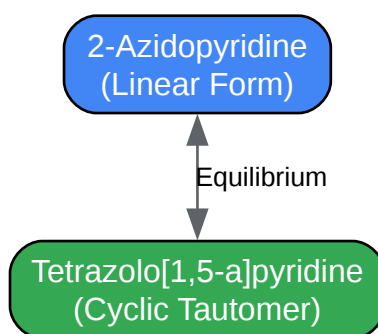 2-Azidopyridine
(Linear Form)
Equilibrium
Tetrazolo[1,5-a]pyridine
(Cyclic Tautomer)